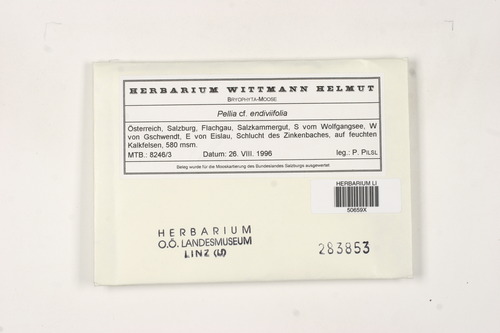 HERBARIUM WITTMANN HELMUT
BRYOPHYTA-MOOSE
Pellia cf. endiviifolia
Österreich, Salzburg, Flachgau, Salzkammergut, S vom Wolfgangsee, W
von Gschwendt, E von Eislau, Schlucht des Zinkenbaches, auf feuchten
Kalkfelsen, 580 msm.
MTB.: 8246/3 Datum: 26. VIII. 1996 leg.: P. PILSL
Beleg wurde für die Mooskartierung des Bundeslandes Salzburg ausgewertet
HERBARIUM LI
50659X
HERBARIUM
O.Ö. LANDESMUSEUM
LINZ (LI)
283853